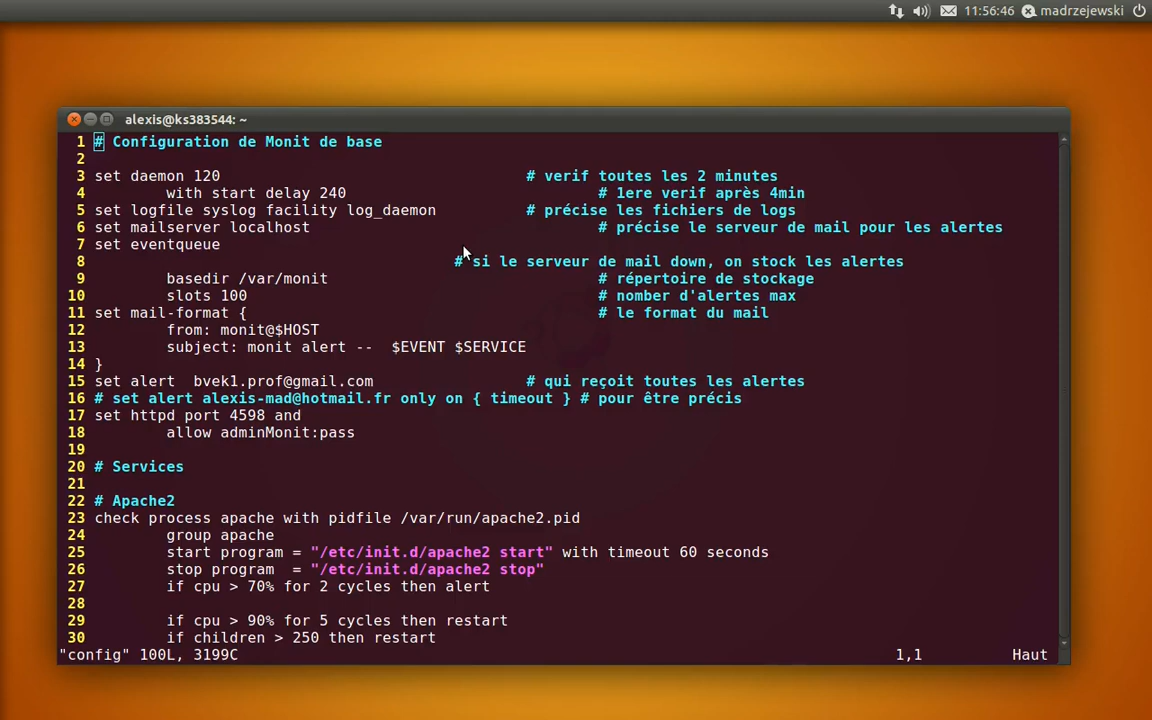 11:56:46 madrzejewski
alexis@ks383544: ~
1 # Configuration de Monit de base
2
3 set daemon 120 # verif toutes les 2 minutes
4 with start delay 240 # 1ere verif après 4min
5 set logfile syslog facility log_daemon # précise les fichiers de logs
6 set mailserver localhost # précise le serveur de mail pour les alertes
7 set eventqueue
8 # si le serveur de mail down, on stock les alertes
9 basedir /var/monit # répertoire de stockage
10 slots 100 # nomber d'alertes max
11 set mail-format { # le format du mail
12 from: monit@$HOST
13 subject: monit alert -- $EVENT $SERVICE
14 }
15 set alert bvek1.prof@gmail.com # qui reçoit toutes les alertes
16 # set alert alexis-mad@hotmail.fr only on { timeout } # pour être précis
17 set httpd port 4598 and
18 allow adminMonit:pass
19
20 # Services
21
22 # Apache2
23 check process apache with pidfile /var/run/apache2.pid
24 group apache
25 start program = "/etc/init.d/apache2 start" with timeout 60 seconds
26 stop program = "/etc/init.d/apache2 stop"
27 if cpu > 70% for 2 cycles then alert
28
29 if cpu > 90% for 5 cycles then restart
30 if children > 250 then restart
"config" 100L, 3199C 1,1 Haut